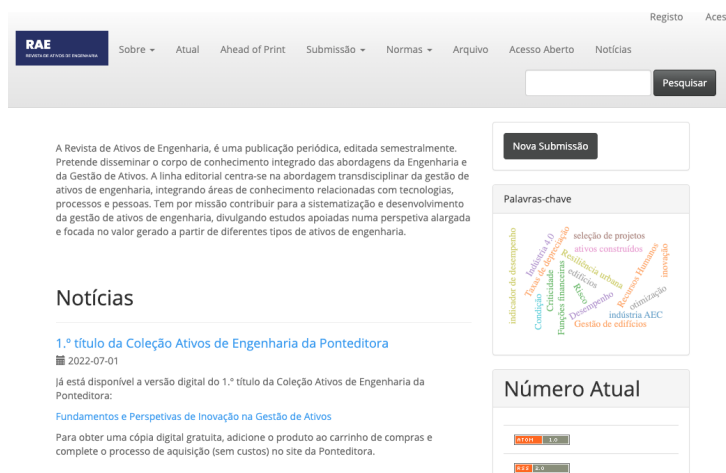 Registo Aces
RAE
REVISTA DE ATIVOS DE ENGENHARIA
Sobre Atual Ahead of Print Submissão Normas Arquivo Acesso Aberto Notícias
Pesquisar
A Revista de Ativos de Engenharia, é uma publicação periódica, editada semestralmente.
Pretende disseminar o corpo de conhecimento integrado das abordagens da Engenharia e
da Gestão de Ativos. A linha editorial centra-se na abordagem transdisciplinar da gestão de
ativos de engenharia, integrando áreas de conhecimento relacionadas com tecnologias,
processos e pessoas. Tem por missão contribuir para a sistematização e desenvolvimento
da gestão de ativos de engenharia, divulgando estudos apoiadas numa perspetiva alargada
e focada no valor gerado a partir de diferentes tipos de ativos de engenharia.
Notícias
1.º título da Coleção Ativos de Engenharia da Ponteditora
2022-07-01
Já está disponível a versão digital do 1.º título da Coleção Ativos de Engenharia da
Ponteditora:
Fundamentos e Perspetivas de Inovação na Gestão de Ativos
Para obter uma cópia digital gratuita, adicione o produto ao carrinho de compras e
complete o processo de aquisição (sem custos) no site da Ponteditora.
Nova Submissão
Palavras-chave
indicador de desempenho
Indústria 4.0
Taxas de depreciação
seleção de projetos
ativos construídos
Resiliência urbana
edifícios
Recursos Humanos
inovação
Condição
Criticidade
Funções financeiras
Risco
Desempenho
otimização
indústria AEC
Gestão de edifícios
Número Atual
ATOM 1.0
RSS 2.0